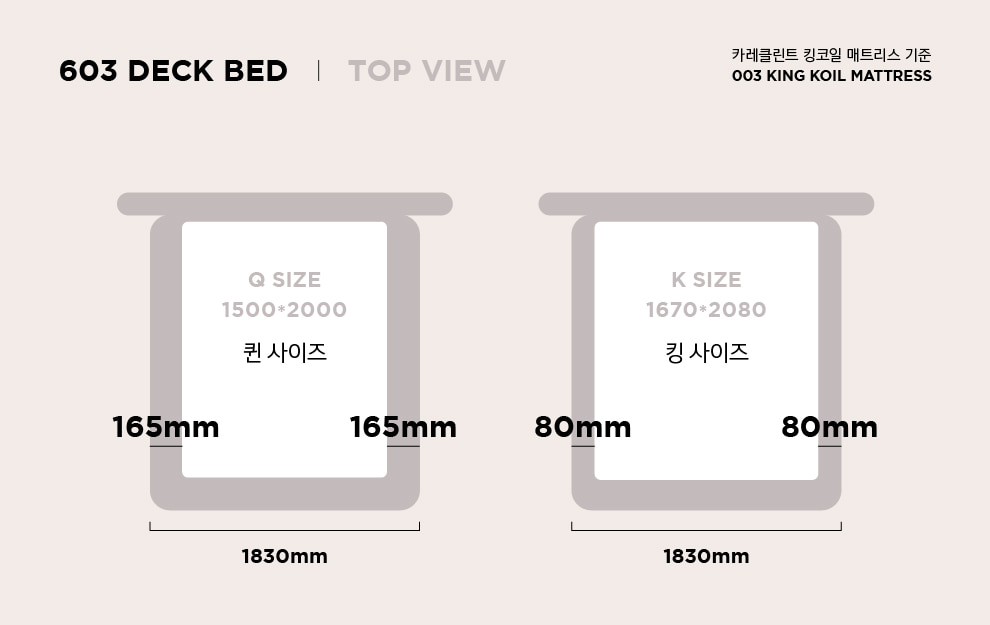 603 DECK BED | TOP VIEW
카레클린트 킹코일 매트리스 기준
003 KING KOIL MATTRESS
Q SIZE
1500*2000
퀸 사이즈
165mm 165mm
1830mm
K SIZE
1670*2080
킹 사이즈
80mm 80mm
1830mm